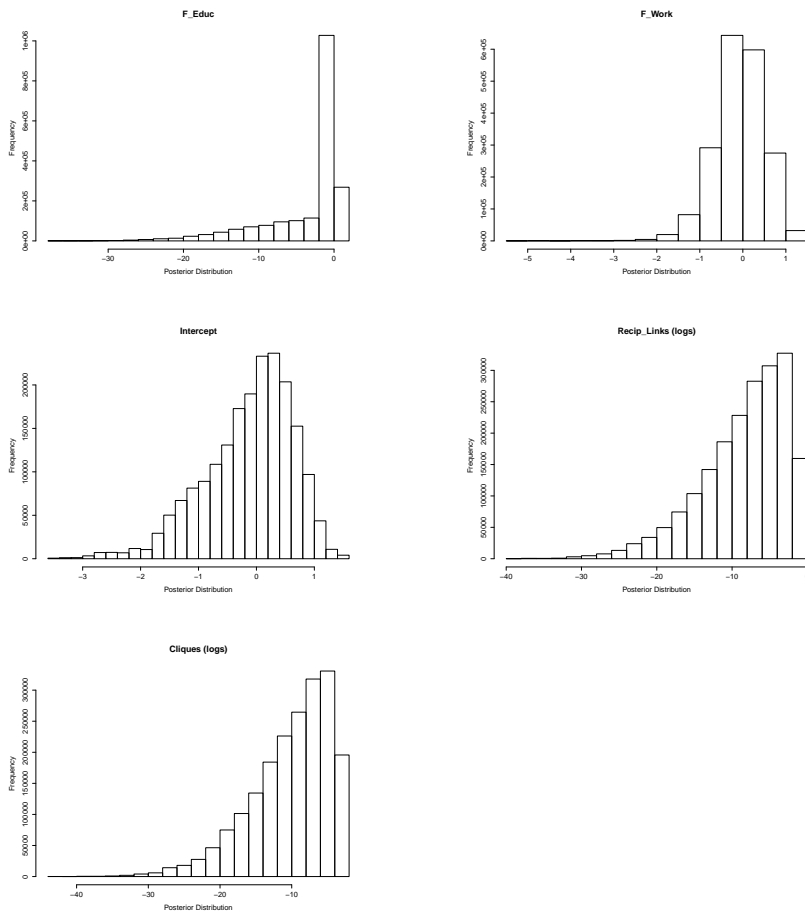 F_Educ
Frequency
0e+00 2e+05 4e+05 6e+05 8e+05 1e+06
−30 −20 −10 0
Posterior Distribution
F_Work
Frequency
0e+00 1e+05 2e+05 3e+05 4e+05 5e+05 6e+05
−5 −4 −3 −2 −1 0 1
Posterior Distribution
Intercept
Frequency
0 50000 100000 150000 200000
−3 −2 −1 0 1
Posterior Distribution
Recip_Links (logs)
Frequency
0 50000 100000 150000 200000 250000 300000
−40 −30 −20 −10
Posterior Distribution
Cliques (logs)
Frequency
0 50000 100000 150000 200000 250000 300000
−40 −30 −20 −10
Posterior Distribution